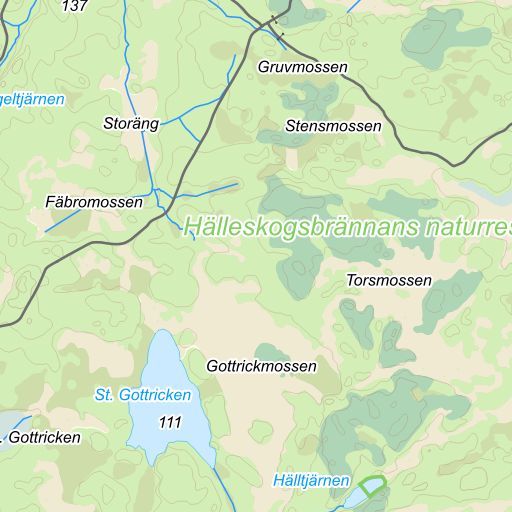 137
Gruvmossen
geltjärnen
Storäng
Stensmossen
Fäbromossen
Hälleskogsbrännans naturres
Torsmossen
Gottrickmossen
St. Gottricken
111
. Gottricken
Hälltjärnen